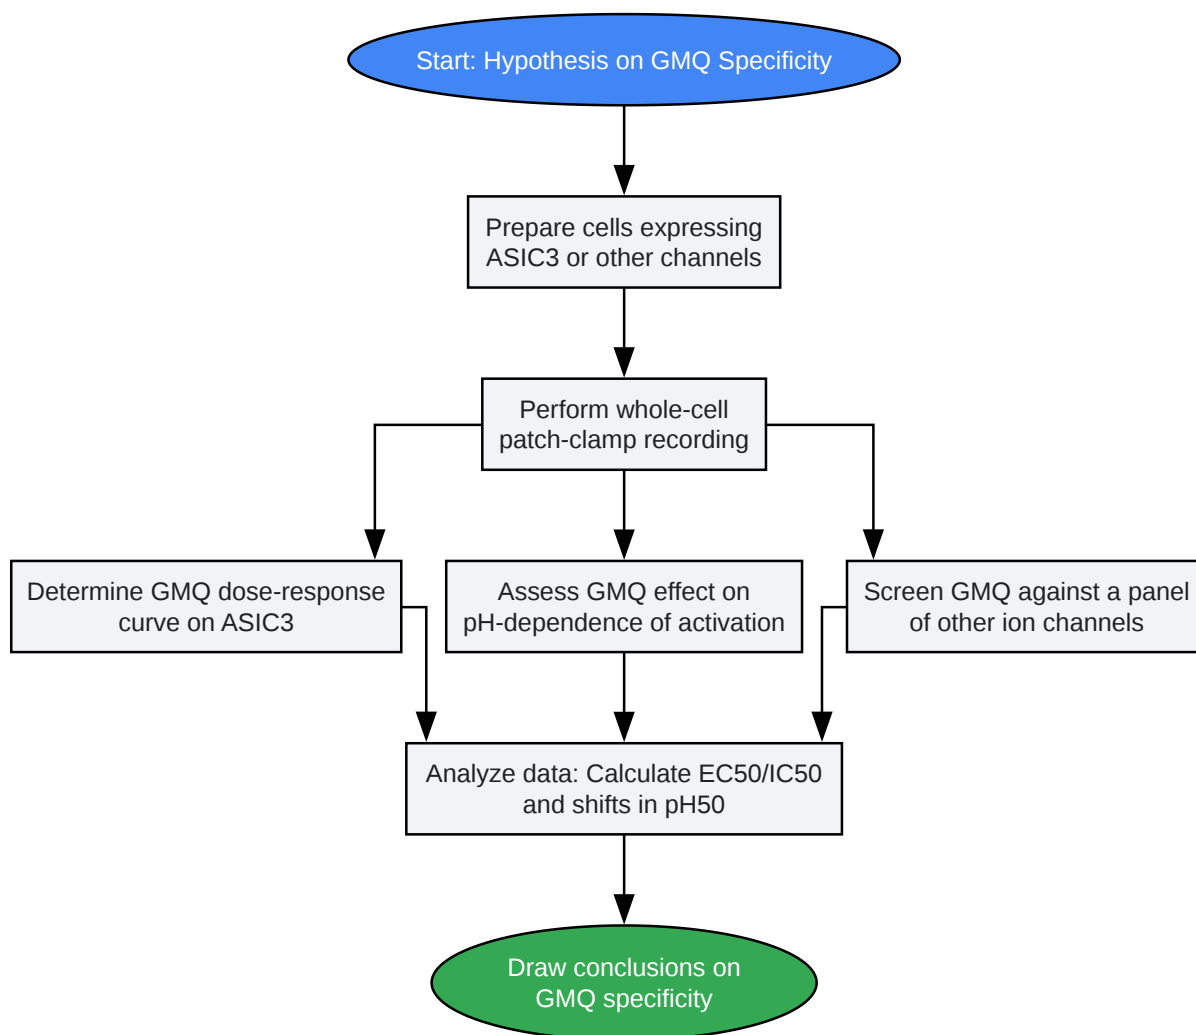 Start: Hypothesis on GMQ Specificity
Prepare cells expressing
ASIC3 or other channels
Perform whole-cell
patch-clamp recording
Determine GMQ dose-response
curve on ASIC3
Assess GMQ effect on
pH-dependence of activation
Screen GMQ against a panel
of other ion channels
Analyze data: Calculate EC50/IC50
and shifts in pH50
Draw conclusions on
GMQ specificity